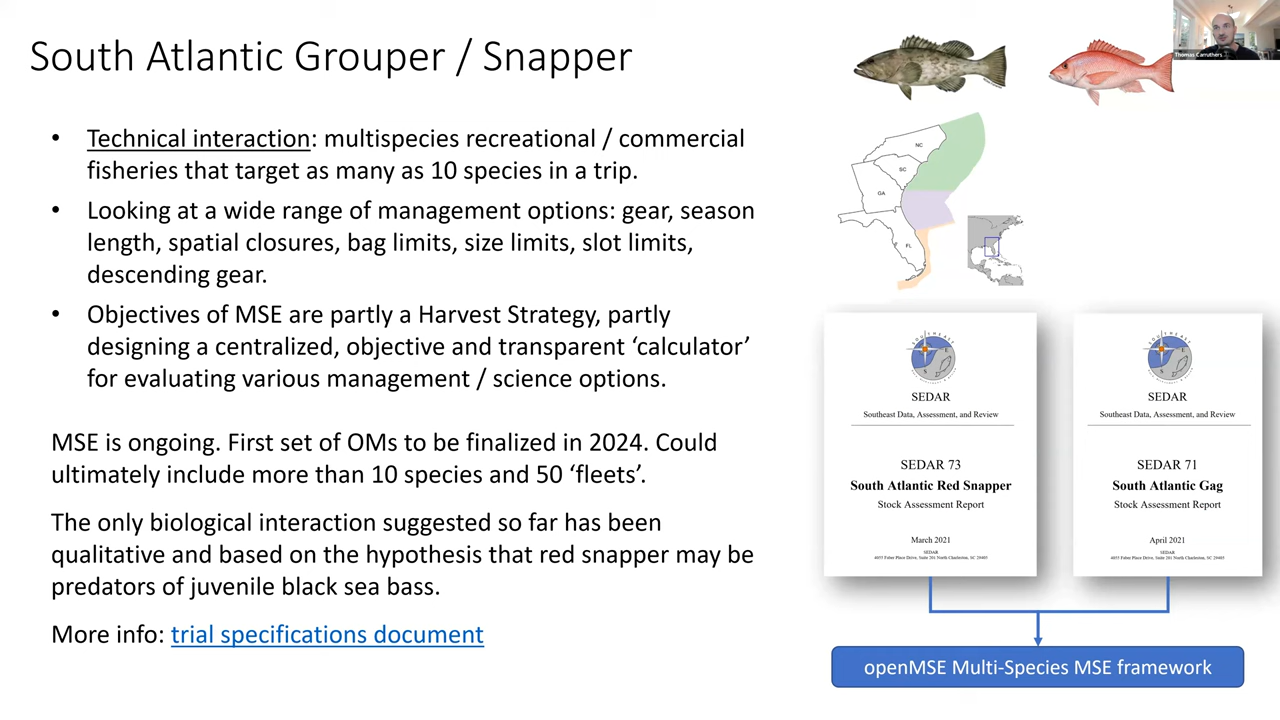 South Atlantic Grouper / Snapper
Thomas Carruthers
• Technical interaction: multispecies recreational / commercial
fisheries that target as many as 10 species in a trip.
• Looking at a wide range of management options: gear, season
length, spatial closures, bag limits, size limits, slot limits,
descending gear.
• Objectives of MSE are partly a Harvest Strategy, partly
designing a centralized, objective and transparent ‘calculator’
for evaluating various management / science options.
MSE is ongoing. First set of OMs to be finalized in 2024. Could
ultimately include more than 10 species and 50 ‘fleets’.
The only biological interaction suggested so far has been
qualitative and based on the hypothesis that red snapper may be
predators of juvenile black sea bass.
More info: trial specifications document
NC
SC
GA
FL
SEDAR
Southeast Data, Assessment, and Review
SEDAR 73
South Atlantic Red Snapper
Stock Assessment Report
March 2021
SEDAR
4055 Faber Place Drive, Suite 201 North Charleston, SC 29405
SEDAR
Southeast Data, Assessment, and Review
SEDAR 71
South Atlantic Gag
Stock Assessment Report
April 2021
SEDAR
4055 Faber Place Drive, Suite 201 North Charleston, SC 29405
openMSE Multi-Species MSE framework